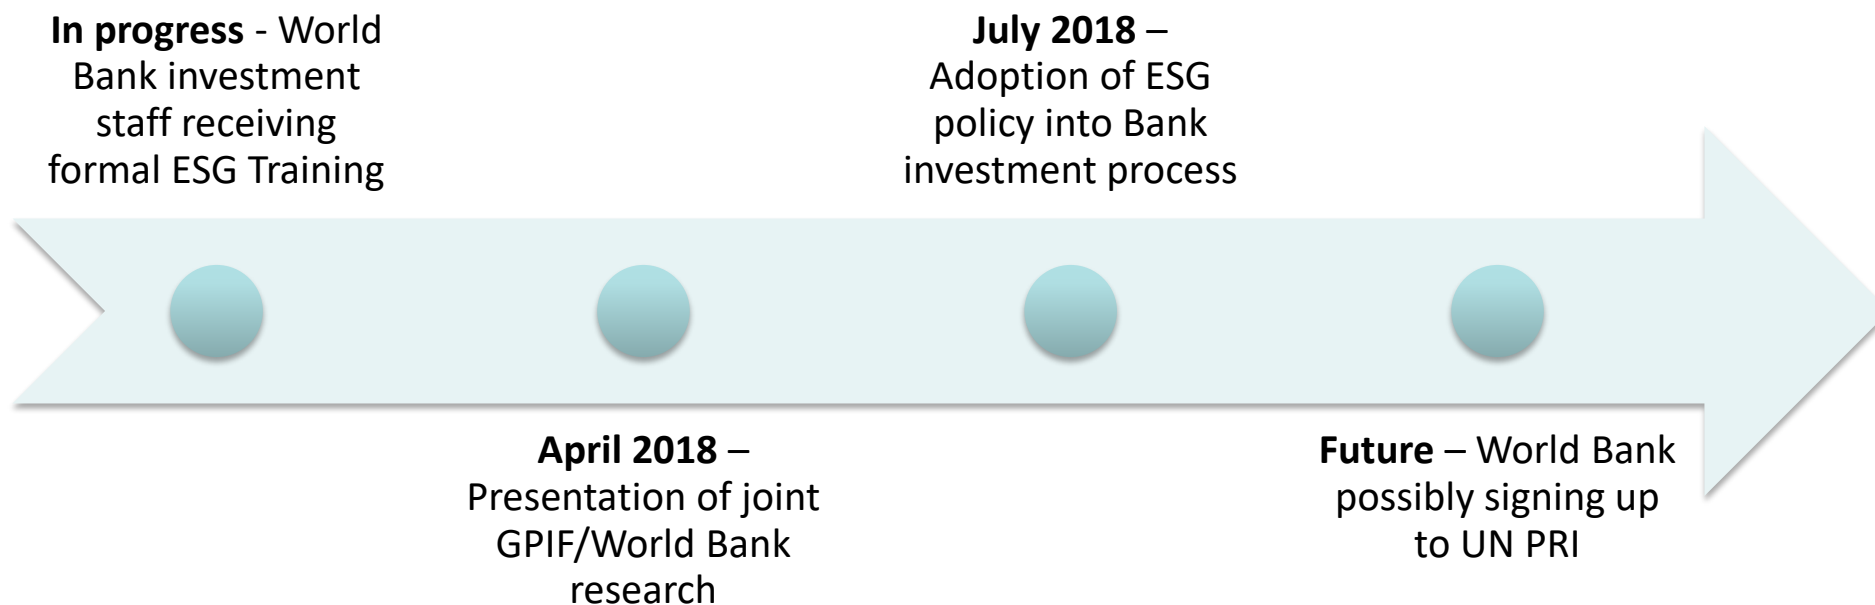 In progress - World
Bank investment
staff receiving
formal ESG Training
April 2018 –
Presentation of joint
GPIF/World Bank
research
July 2018 –
Adoption of ESG
policy into Bank
investment process
Future – World Bank
possibly signing up
to UN PRI